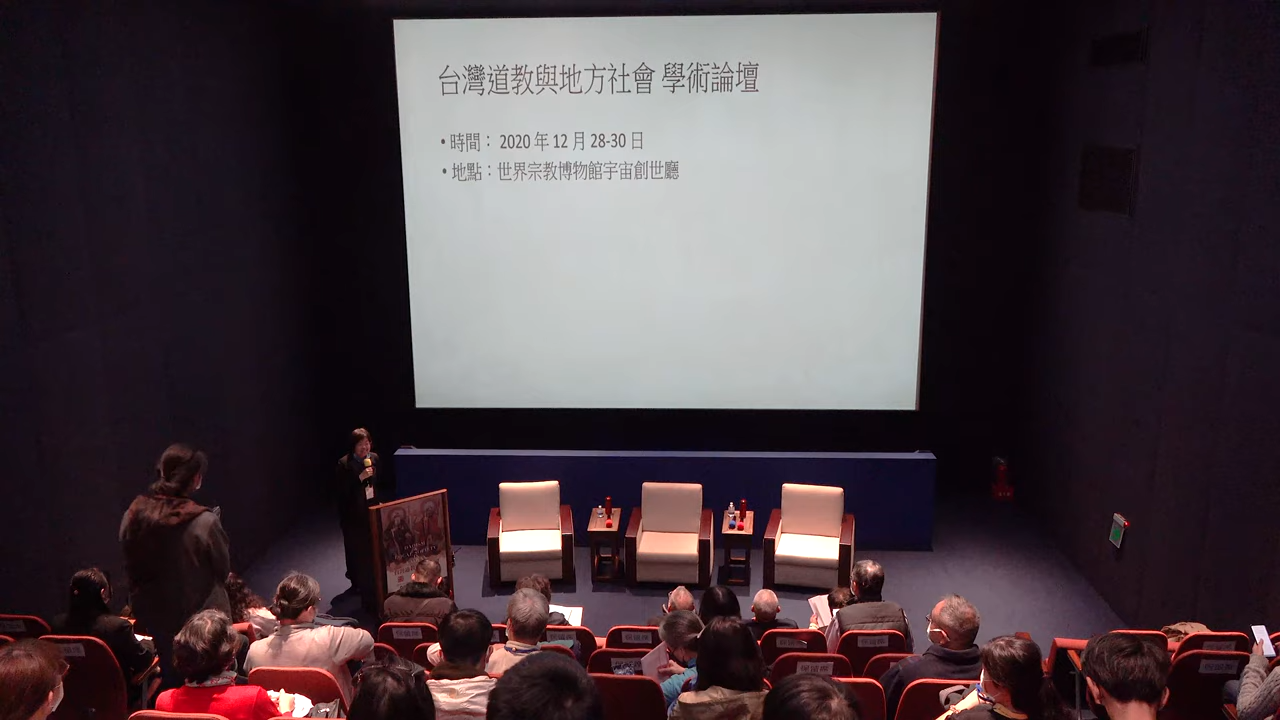 台灣道教與地方社會 學術論壇
• 時間： 2020 年 12 月 28-30 日
• 地點：世界宗教博物館宇宙創世廳